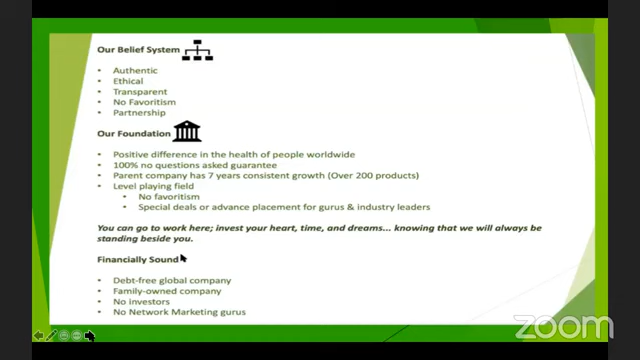 Our Belief System
• Authentic
• Ethical
• Transparent
• No Favoritism
• Partnership
Our Foundation
• Positive difference in the health of people worldwide
• 100% no questions asked guarantee
• Parent company has 7 years consistent growth (Over 200 products)
• Level playing field
• No favoritism
• Special deals or advance placement for gurus & industry leaders
You can go to work here; invest your heart, time, and dreams... knowing that we will always be
standing beside you.
Financially Sound
• Debt-free global company
• Family-owned company
• No investors
• No Network Marketing gurus
zoom